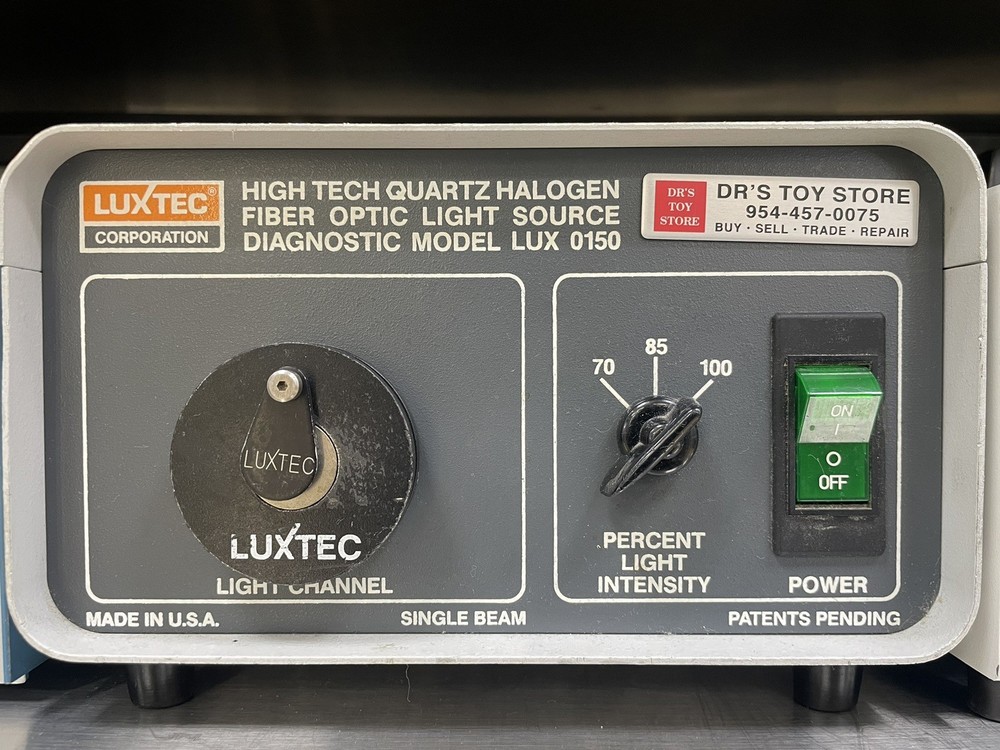 LUXTEC®
CORPORATION
HIGH TECH QUARTZ HALOGEN
FIBER OPTIC LIGHT SOURCE
DIAGNOSTIC MODEL LUX 0150
DR'S
TOY
STORE
DR'S TOY STORE
954-457-0075
BUY · SELL · TRADE · REPAIR
LUXTEC
LUXTEC
LIGHT CHANNEL
70
85
100
PERCENT
LIGHT
INTENSITY
ON
I
O
OFF
POWER
MADE IN U.S.A.
SINGLE BEAM
PATENTS PENDING